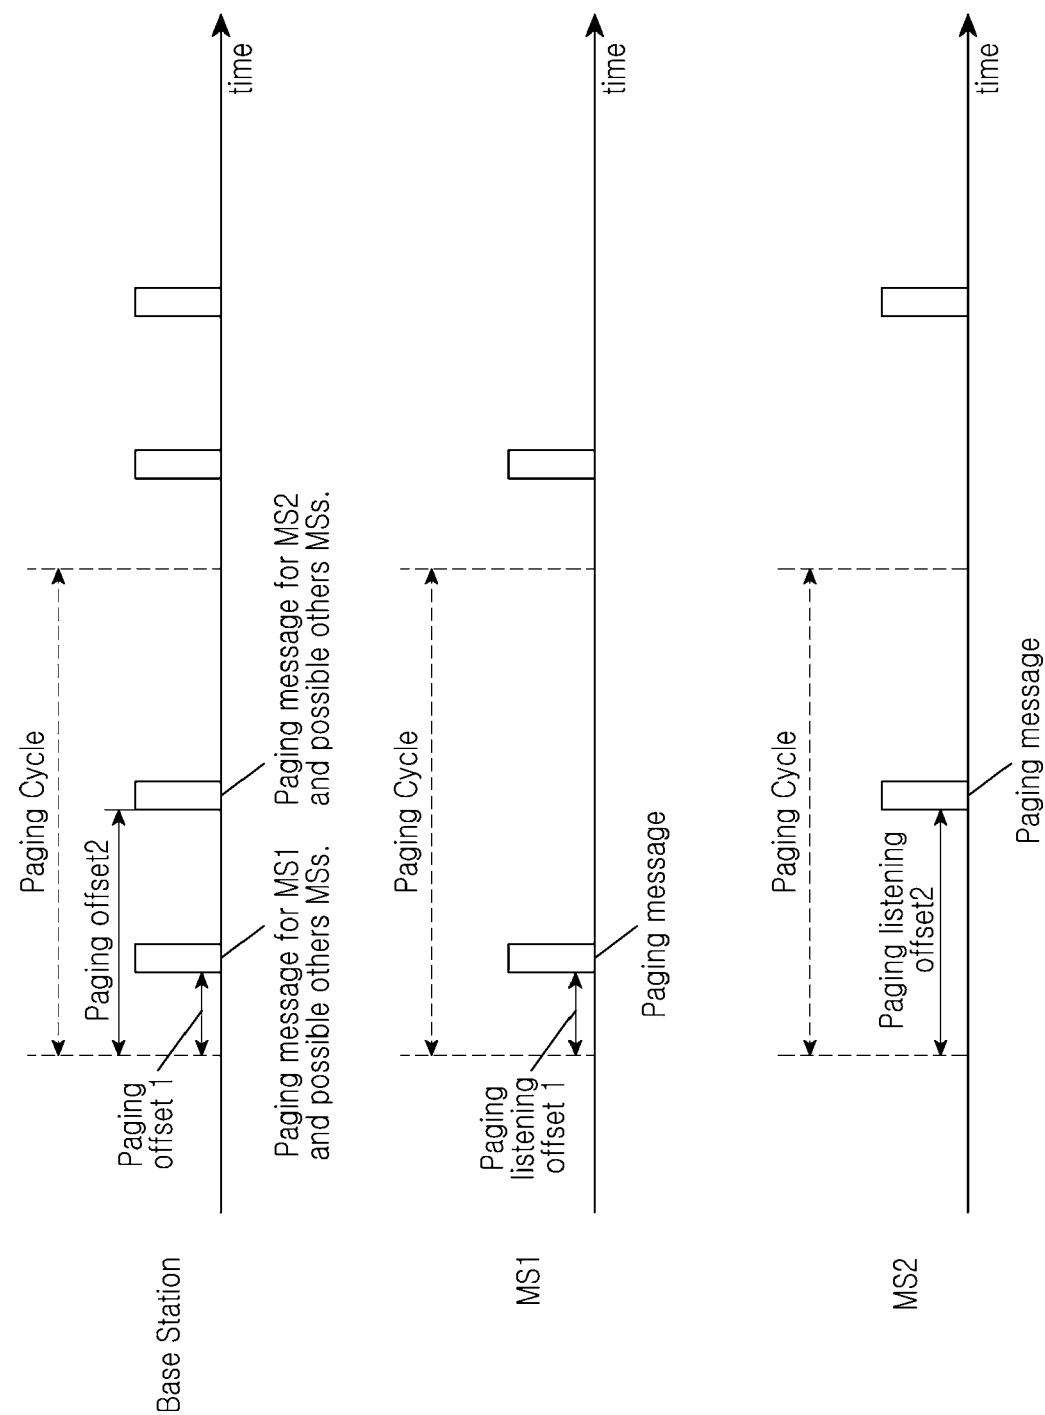 Base Station
Paging Cycle
Paging offset2
Paging
offset 1
Paging message for MS1
and possible others MSs.
Paging message for MS2
and possible others MSs.
time
MS1
Paging Cycle
Paging
listening
offset 1
Paging message
time
MS2
Paging Cycle
Paging listening
offset2
Paging message
time